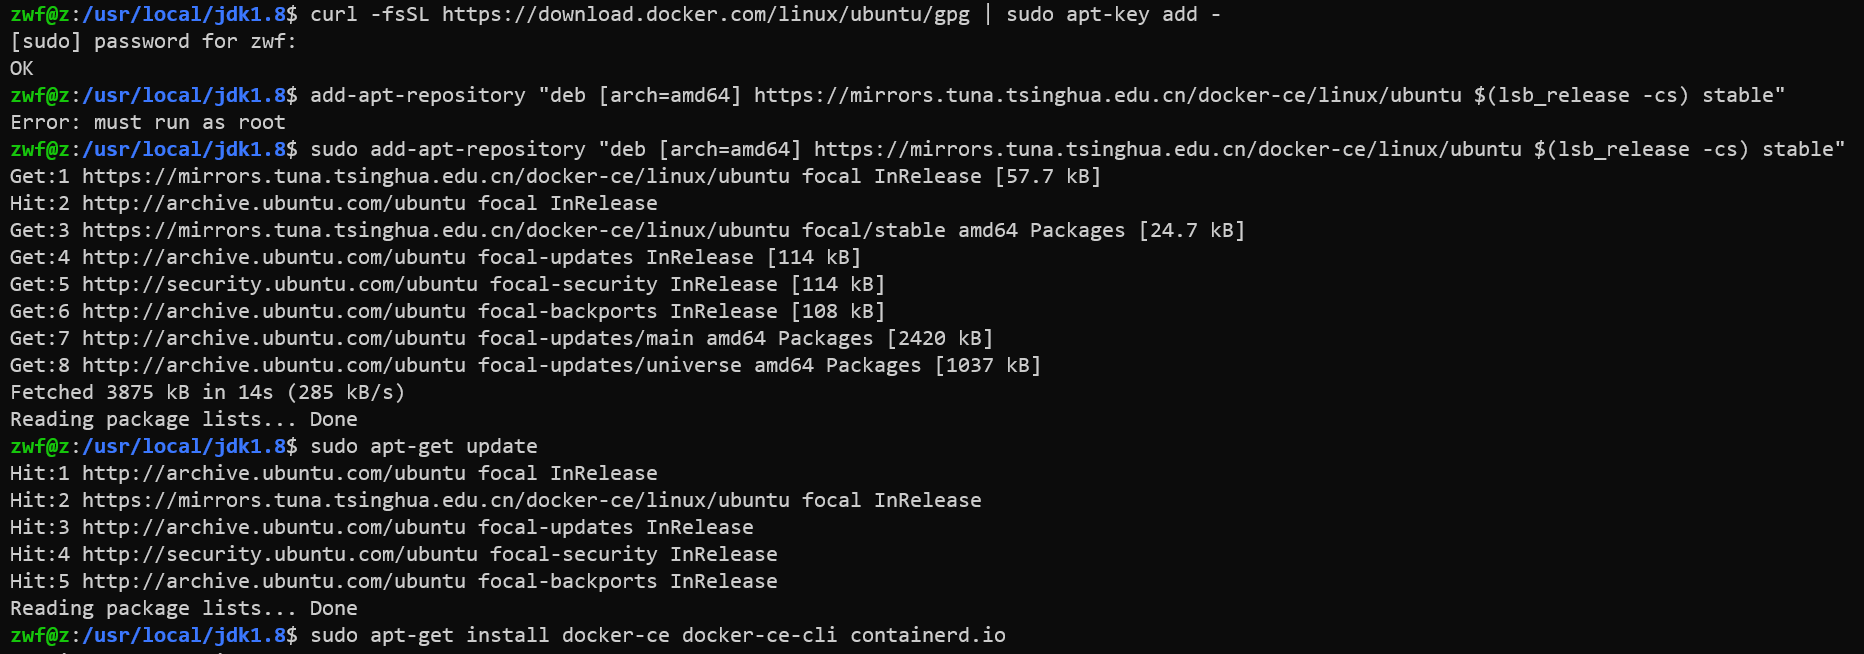 zwf@z:/usr/local/jdk1.8$ curl -fsSL https://download.docker.com/linux/ubuntu/gpg | sudo apt-key add -
[sudo] password for zwf:
OK
zwf@z:/usr/local/jdk1.8$ add-apt-repository "deb [arch=amd64] https://mirrors.tuna.tsinghua.edu.cn/docker-ce/linux/ubuntu $(lsb_release -cs) stable"
Error: must run as root
zwf@z:/usr/local/jdk1.8$ sudo add-apt-repository "deb [arch=amd64] https://mirrors.tuna.tsinghua.edu.cn/docker-ce/linux/ubuntu $(lsb_release -cs) stable"
Get:1 https://mirrors.tuna.tsinghua.edu.cn/docker-ce/linux/ubuntu focal InRelease [57.7 kB]
Hit:2 http://archive.ubuntu.com/ubuntu focal InRelease
Get:3 https://mirrors.tuna.tsinghua.edu.cn/docker-ce/linux/ubuntu focal/stable amd64 Packages [24.7 kB]
Get:4 http://archive.ubuntu.com/ubuntu focal-updates InRelease [114 kB]
Get:5 http://security.ubuntu.com/ubuntu focal-security InRelease [114 kB]
Get:6 http://archive.ubuntu.com/ubuntu focal-backports InRelease [108 kB]
Get:7 http://archive.ubuntu.com/ubuntu focal-updates/main amd64 Packages [2420 kB]
Get:8 http://archive.ubuntu.com/ubuntu focal-updates/universe amd64 Packages [1037 kB]
Fetched 3875 kB in 14s (285 kB/s)
Reading package lists... Done
zwf@z:/usr/local/jdk1.8$ sudo apt-get update
Hit:1 http://archive.ubuntu.com/ubuntu focal InRelease
Hit:2 https://mirrors.tuna.tsinghua.edu.cn/docker-ce/linux/ubuntu focal InRelease
Hit:3 http://archive.ubuntu.com/ubuntu focal-updates InRelease
Hit:4 http://security.ubuntu.com/ubuntu focal-security InRelease
Hit:5 http://archive.ubuntu.com/ubuntu focal-backports InRelease
Reading package lists... Done
zwf@z:/usr/local/jdk1.8$ sudo apt-get install docker-ce docker-ce-cli containerd.io